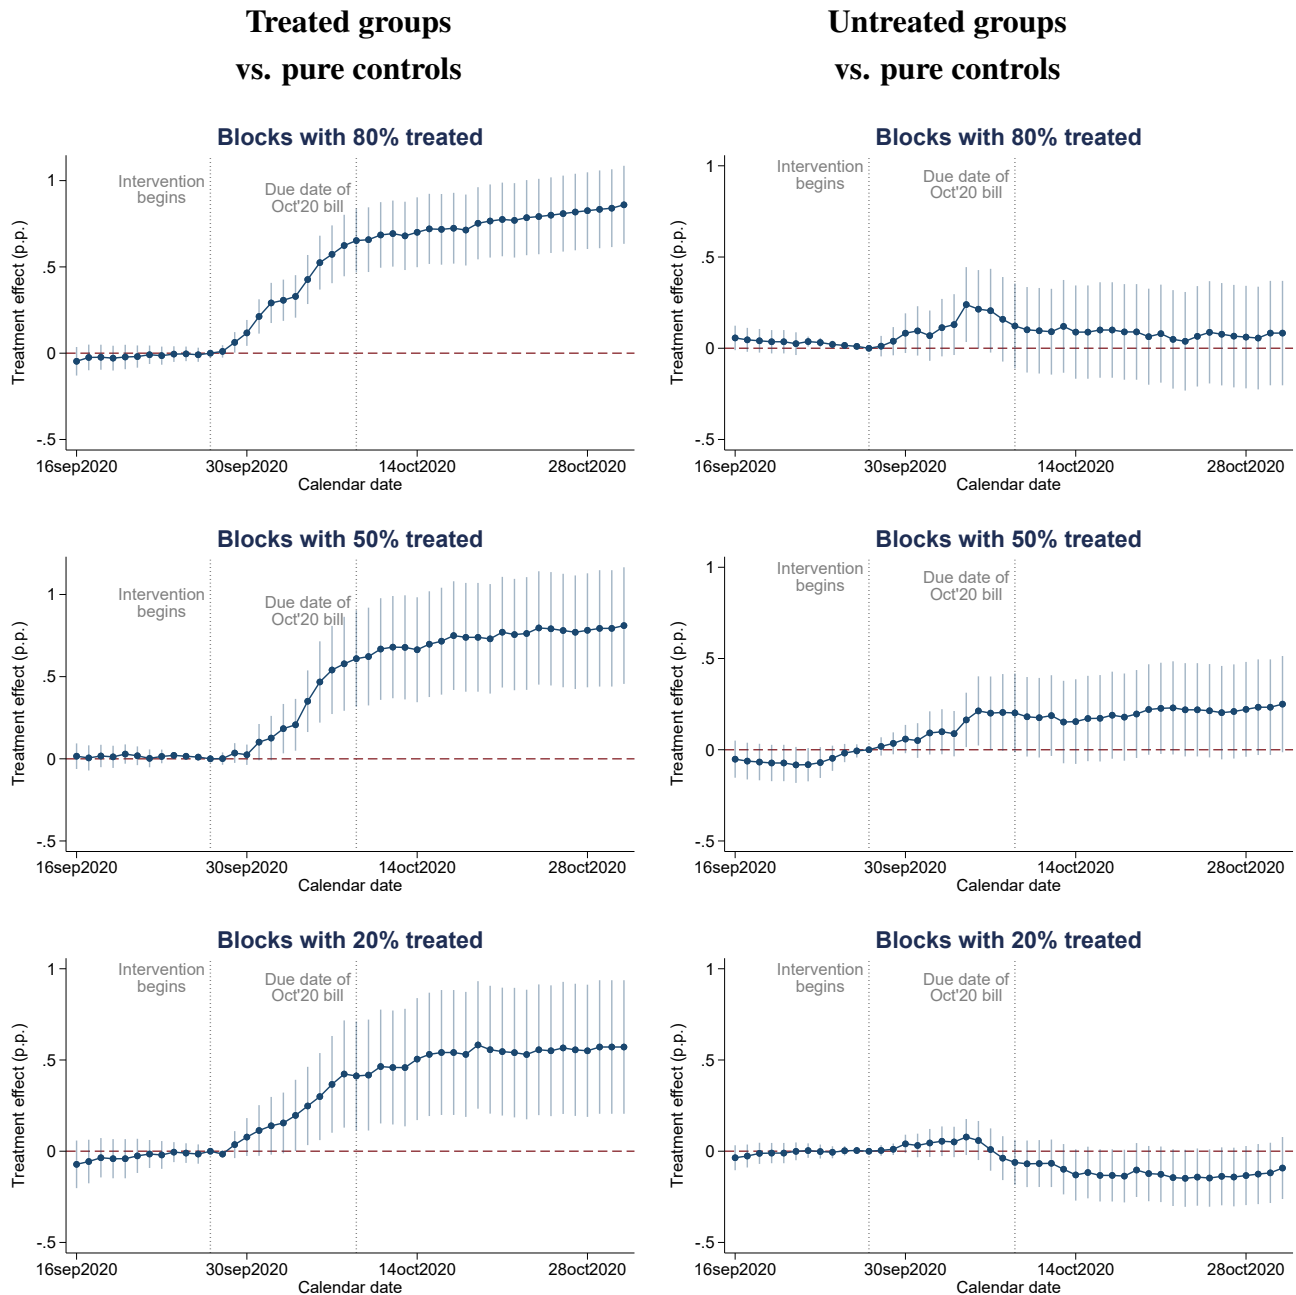 Treated groups
vs. pure controls
Untreated groups
vs. pure controls
Blocks with 80% treated
Treatment effect (p.p.)
1
.5
0
-.5
Intervention
begins
Due date of
Oct'20 bill
16sep2020 30sep2020 14oct2020 28oct2020
Calendar date
Blocks with 80% treated
Treatment effect (p.p.)
1
.5
0
-.5
Intervention
begins
Due date of
Oct'20 bill
16sep2020 30sep2020 14oct2020 28oct2020
Calendar date
Blocks with 50% treated
Treatment effect (p.p.)
1
.5
0
-.5
Intervention
begins
Due date of
Oct'20 bill
16sep2020 30sep2020 14oct2020 28oct2020
Calendar date
Blocks with 50% treated
Treatment effect (p.p.)
1
.5
0
-.5
Intervention
begins
Due date of
Oct'20 bill
16sep2020 30sep2020 14oct2020 28oct2020
Calendar date
Blocks with 20% treated
Treatment effect (p.p.)
1
.5
0
-.5
Intervention
begins
Due date of
Oct'20 bill
16sep2020 30sep2020 14oct2020 28oct2020
Calendar date
Blocks with 20% treated
Treatment effect (p.p.)
1
.5
0
-.5
Intervention
begins
Due date of
Oct'20 bill
16sep2020 30sep2020 14oct2020 28oct2020
Calendar date